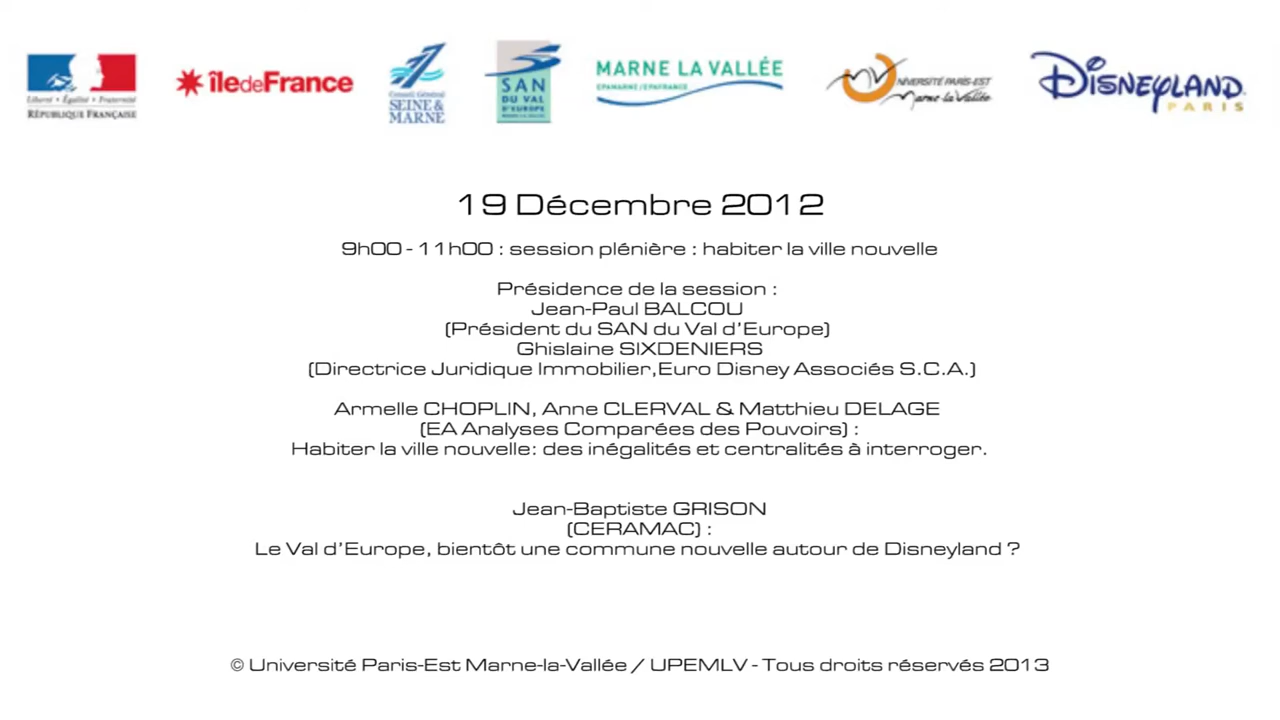 Liberté • Égalité • Fraternité
RÉPUBLIQUE FRANÇAISE
îledeFrance
Conseil Général
SEINE &
MARNE
SAN
DU VAL
D'EUROPE
MARNE LA VALLÉE
EPAMARNE/EPAFRANCE
UNIVERSITÉ PARIS-EST
Marne-la-Vallée
DISNEYLAND
PARIS
19 Décembre 2012
9h00 - 11h00 : session plénière : habiter la ville nouvelle
Présidence de la session :
Jean-Paul BALCOU
(Président du SAN du Val d'Europe)
Ghislaine SIXDENIERS
(Directrice Juridique Immobilier,Euro Disney Associés S.C.A.)
Armelle CHOPLIN, Anne CLERVAL & Matthieu DELAGE
(EA Analyses Comparées des Pouvoirs) :
Habiter la ville nouvelle: des inégalités et centralités à interroger.
Jean-Baptiste GRISON
(CERAMAC) :
Le Val d'Europe, bientôt une commune nouvelle autour de Disneyland ?
© Université Paris-Est Marne-la-Vallée / UPEMLV - Tous droits réservés 2013